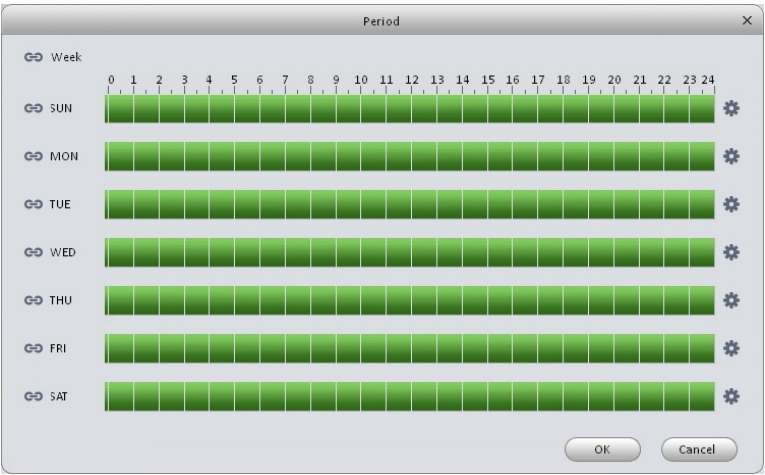 Period
Week
0 1 2 3 4 5 6 7 8 9 10 11 12 13 14 15 16 17 18 19 20 21 22 23 24
SUN
MON
TUE
WED
THU
FRI
SAT
OK Cancel